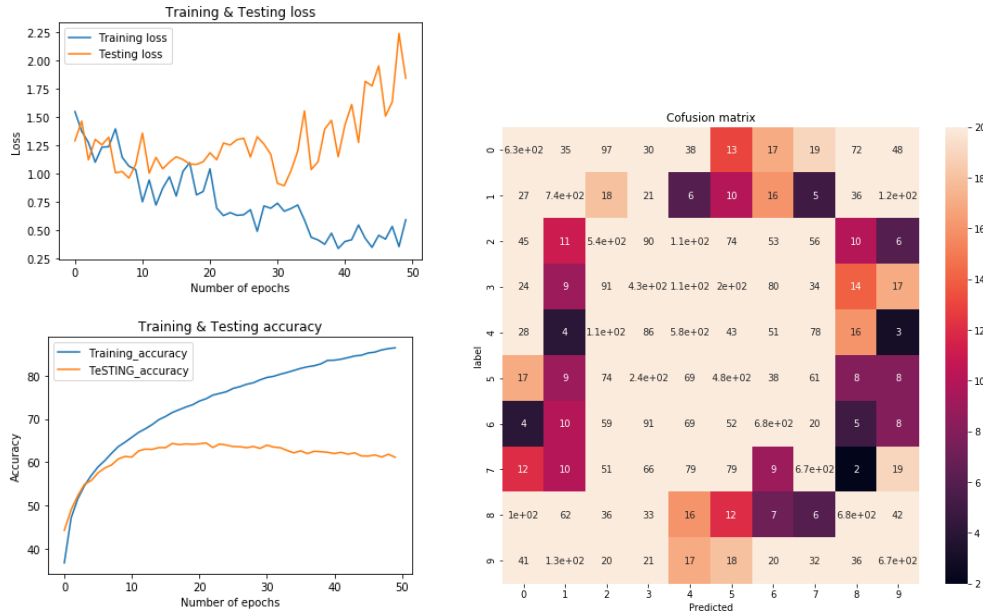 Training & Testing loss
Training loss
Testing loss
2.25
2.00
1.75
1.50
1.25
1.00
0.75
0.50
0.25
Loss
0 10 20 30 40 50
Number of epochs
Training & Testing accuracy
Training_accuracy
TeSTING_accuracy
80
70
60
50
40
Accuracy
0 10 20 30 40 50
Number of epochs
Cofusion matrix
0 6.3e+02 35 97 30 38 13 17 19 72 48
1 27 7.4e+02 18 21 6 10 16 5 36 1.2e+02
2 45 11 5.4e+02 90 1.1e+02 74 53 56 10 6
3 24 9 91 4.3e+02 1.1e+02 2e+02 80 34 14 17
4 28 4 1.1e+02 86 5.8e+02 43 51 78 16 3
5 17 9 74 2.4e+02 69 4.8e+02 38 61 8 8
6 4 10 59 91 69 52 6.8e+02 20 5 8
7 12 10 51 66 79 79 9 6.7e+02 2 19
8 1e+02 62 36 33 16 12 7 6 6.8e+02 42
9 41 1.3e+02 20 21 17 18 20 32 36 6.7e+02
label
0 1 2 3 4 5 6 7 8 9
Predicted
20
18
16
14
12
10
8
6
4
2